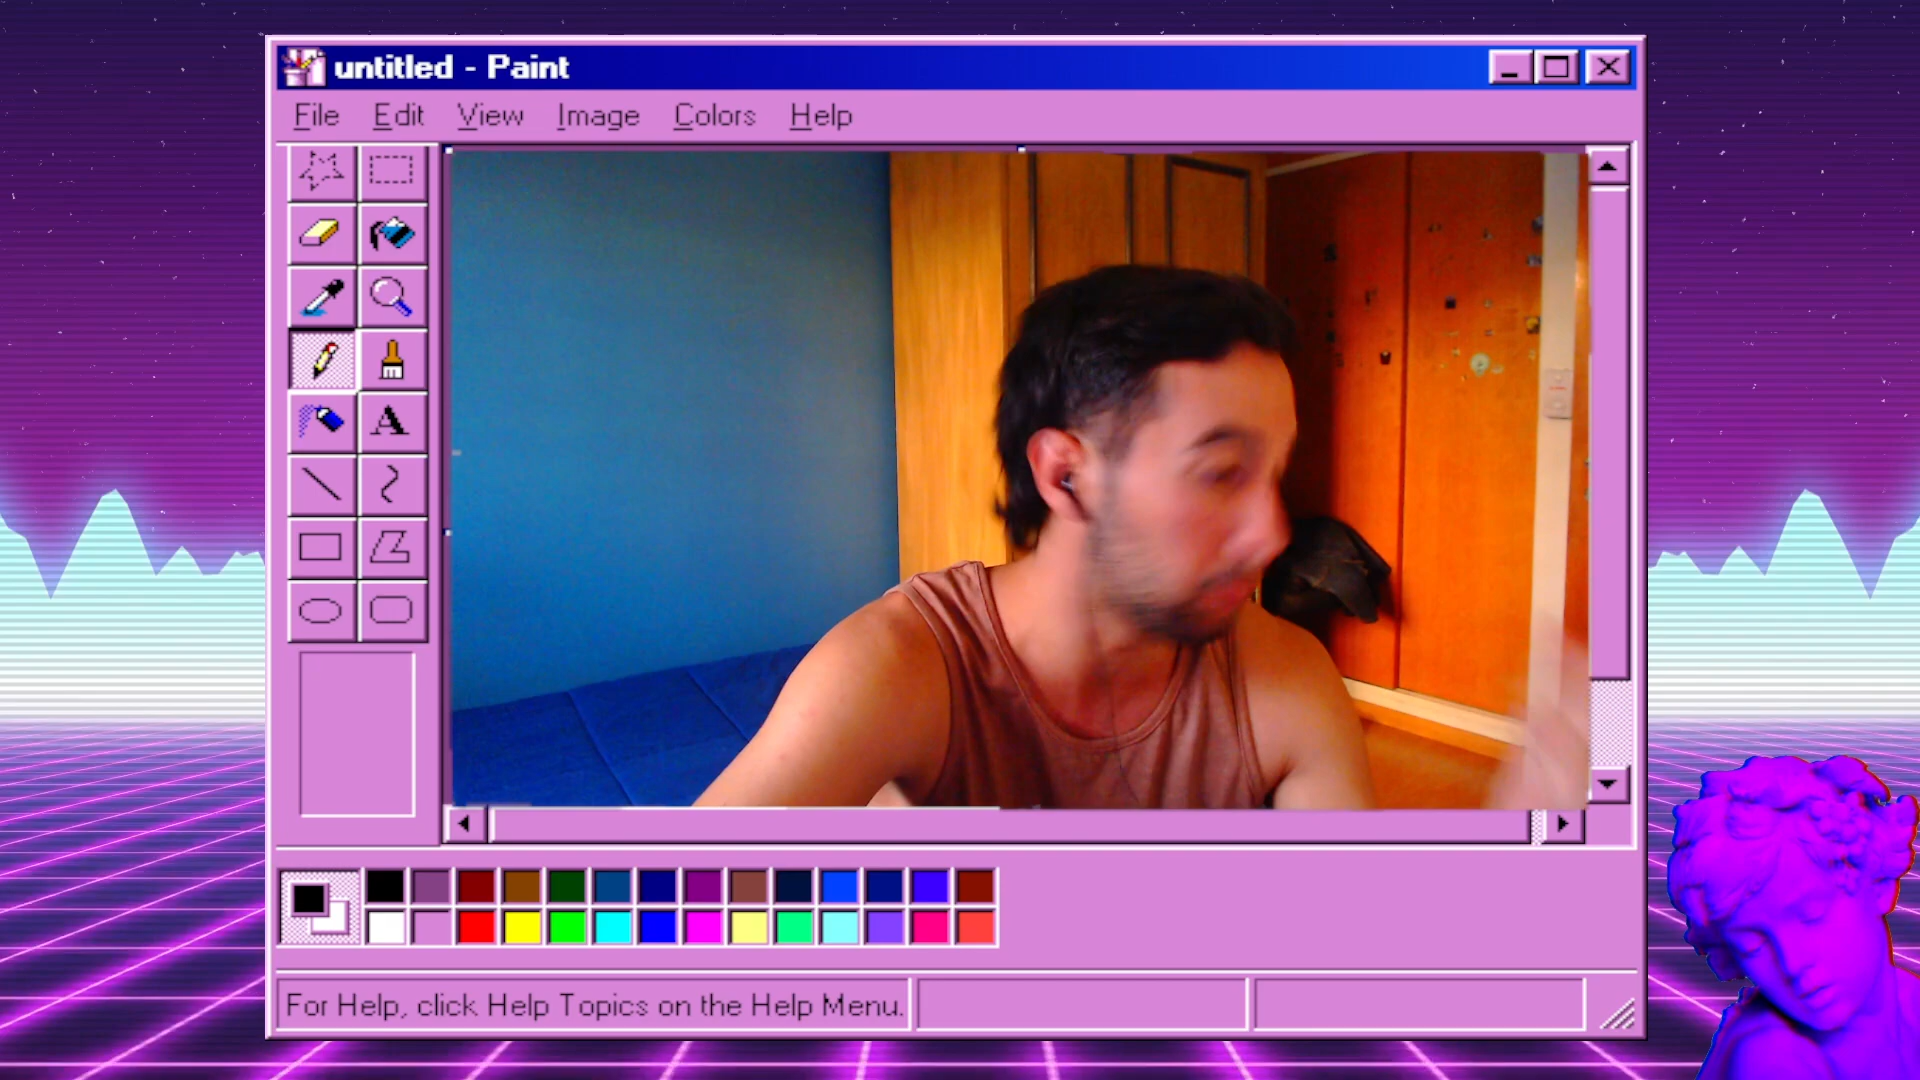 untitled - Paint
File Edit View Image Colors Help
A
For Help, click Help Topics on the Help Menu.